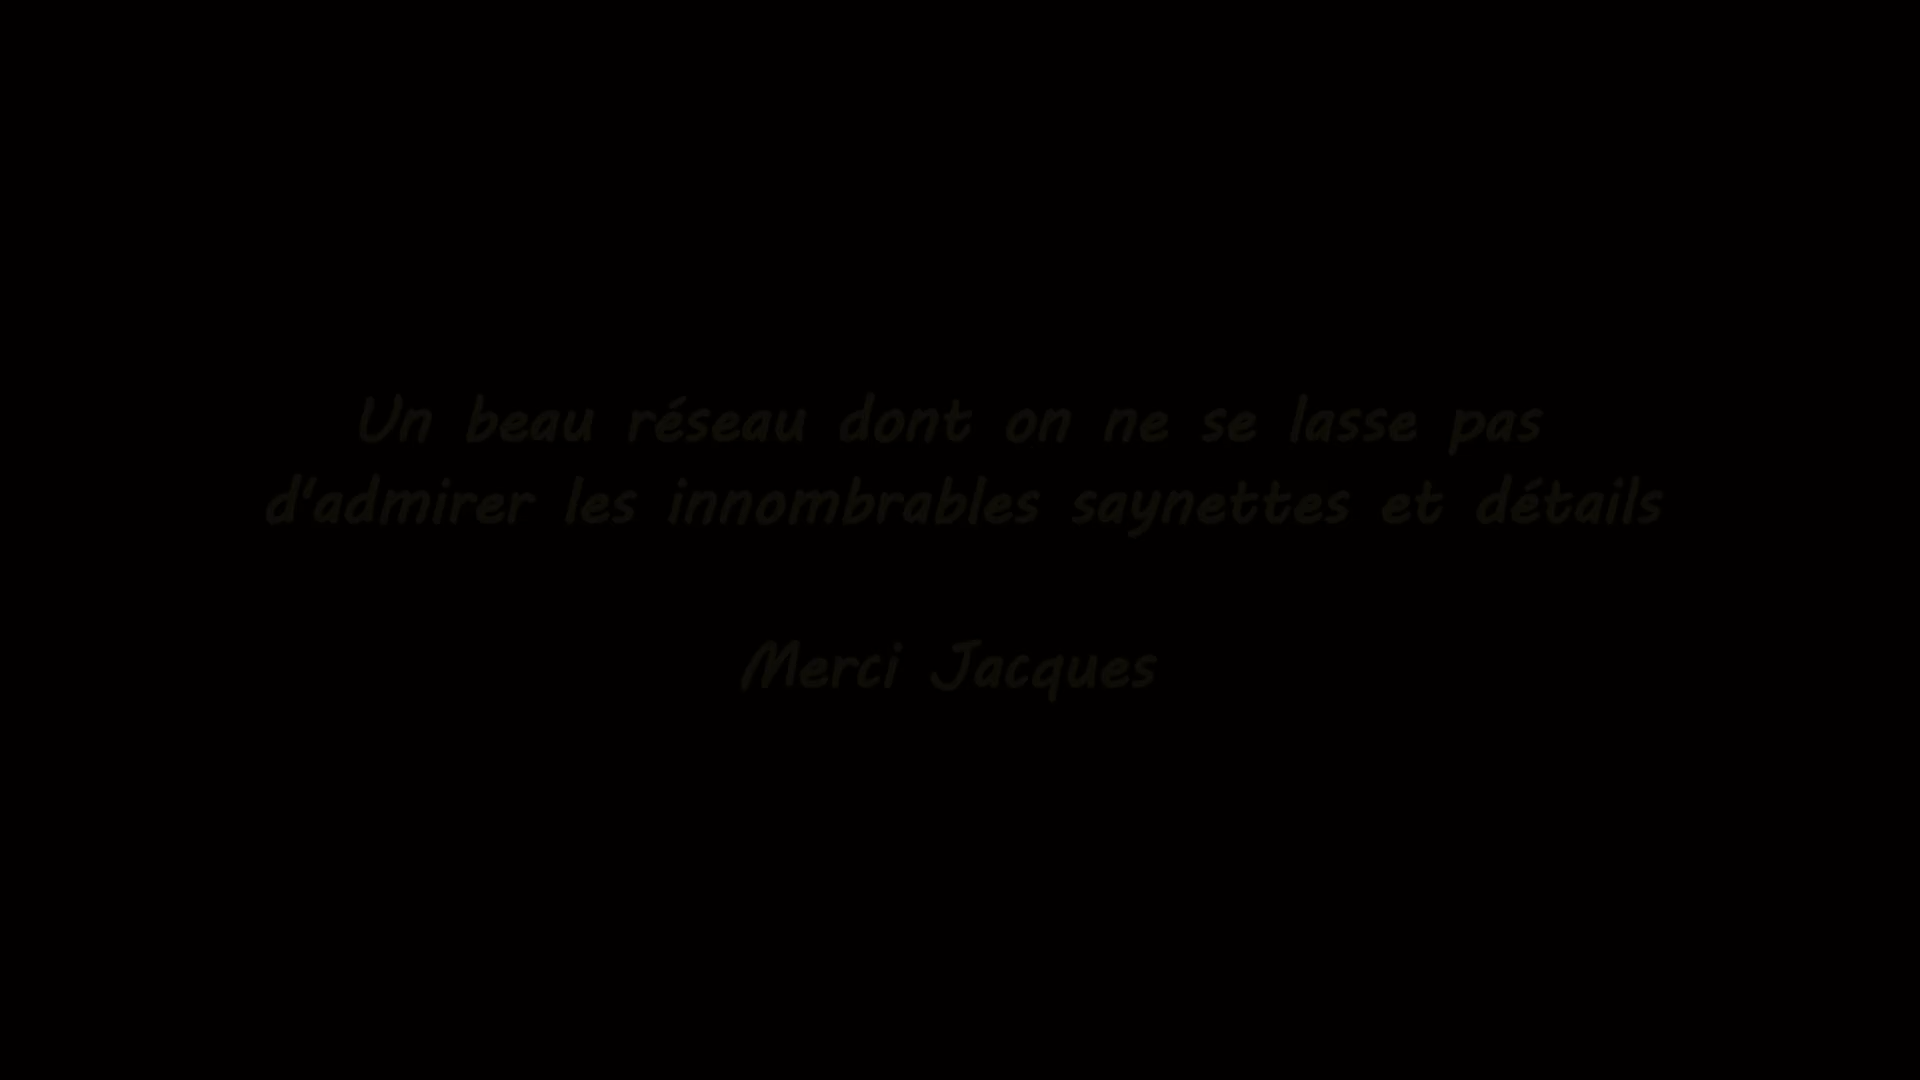 Un beau réseau dont on ne se lasse pas
d'admirer les innombrables saynettes et détails
Merci Jacques